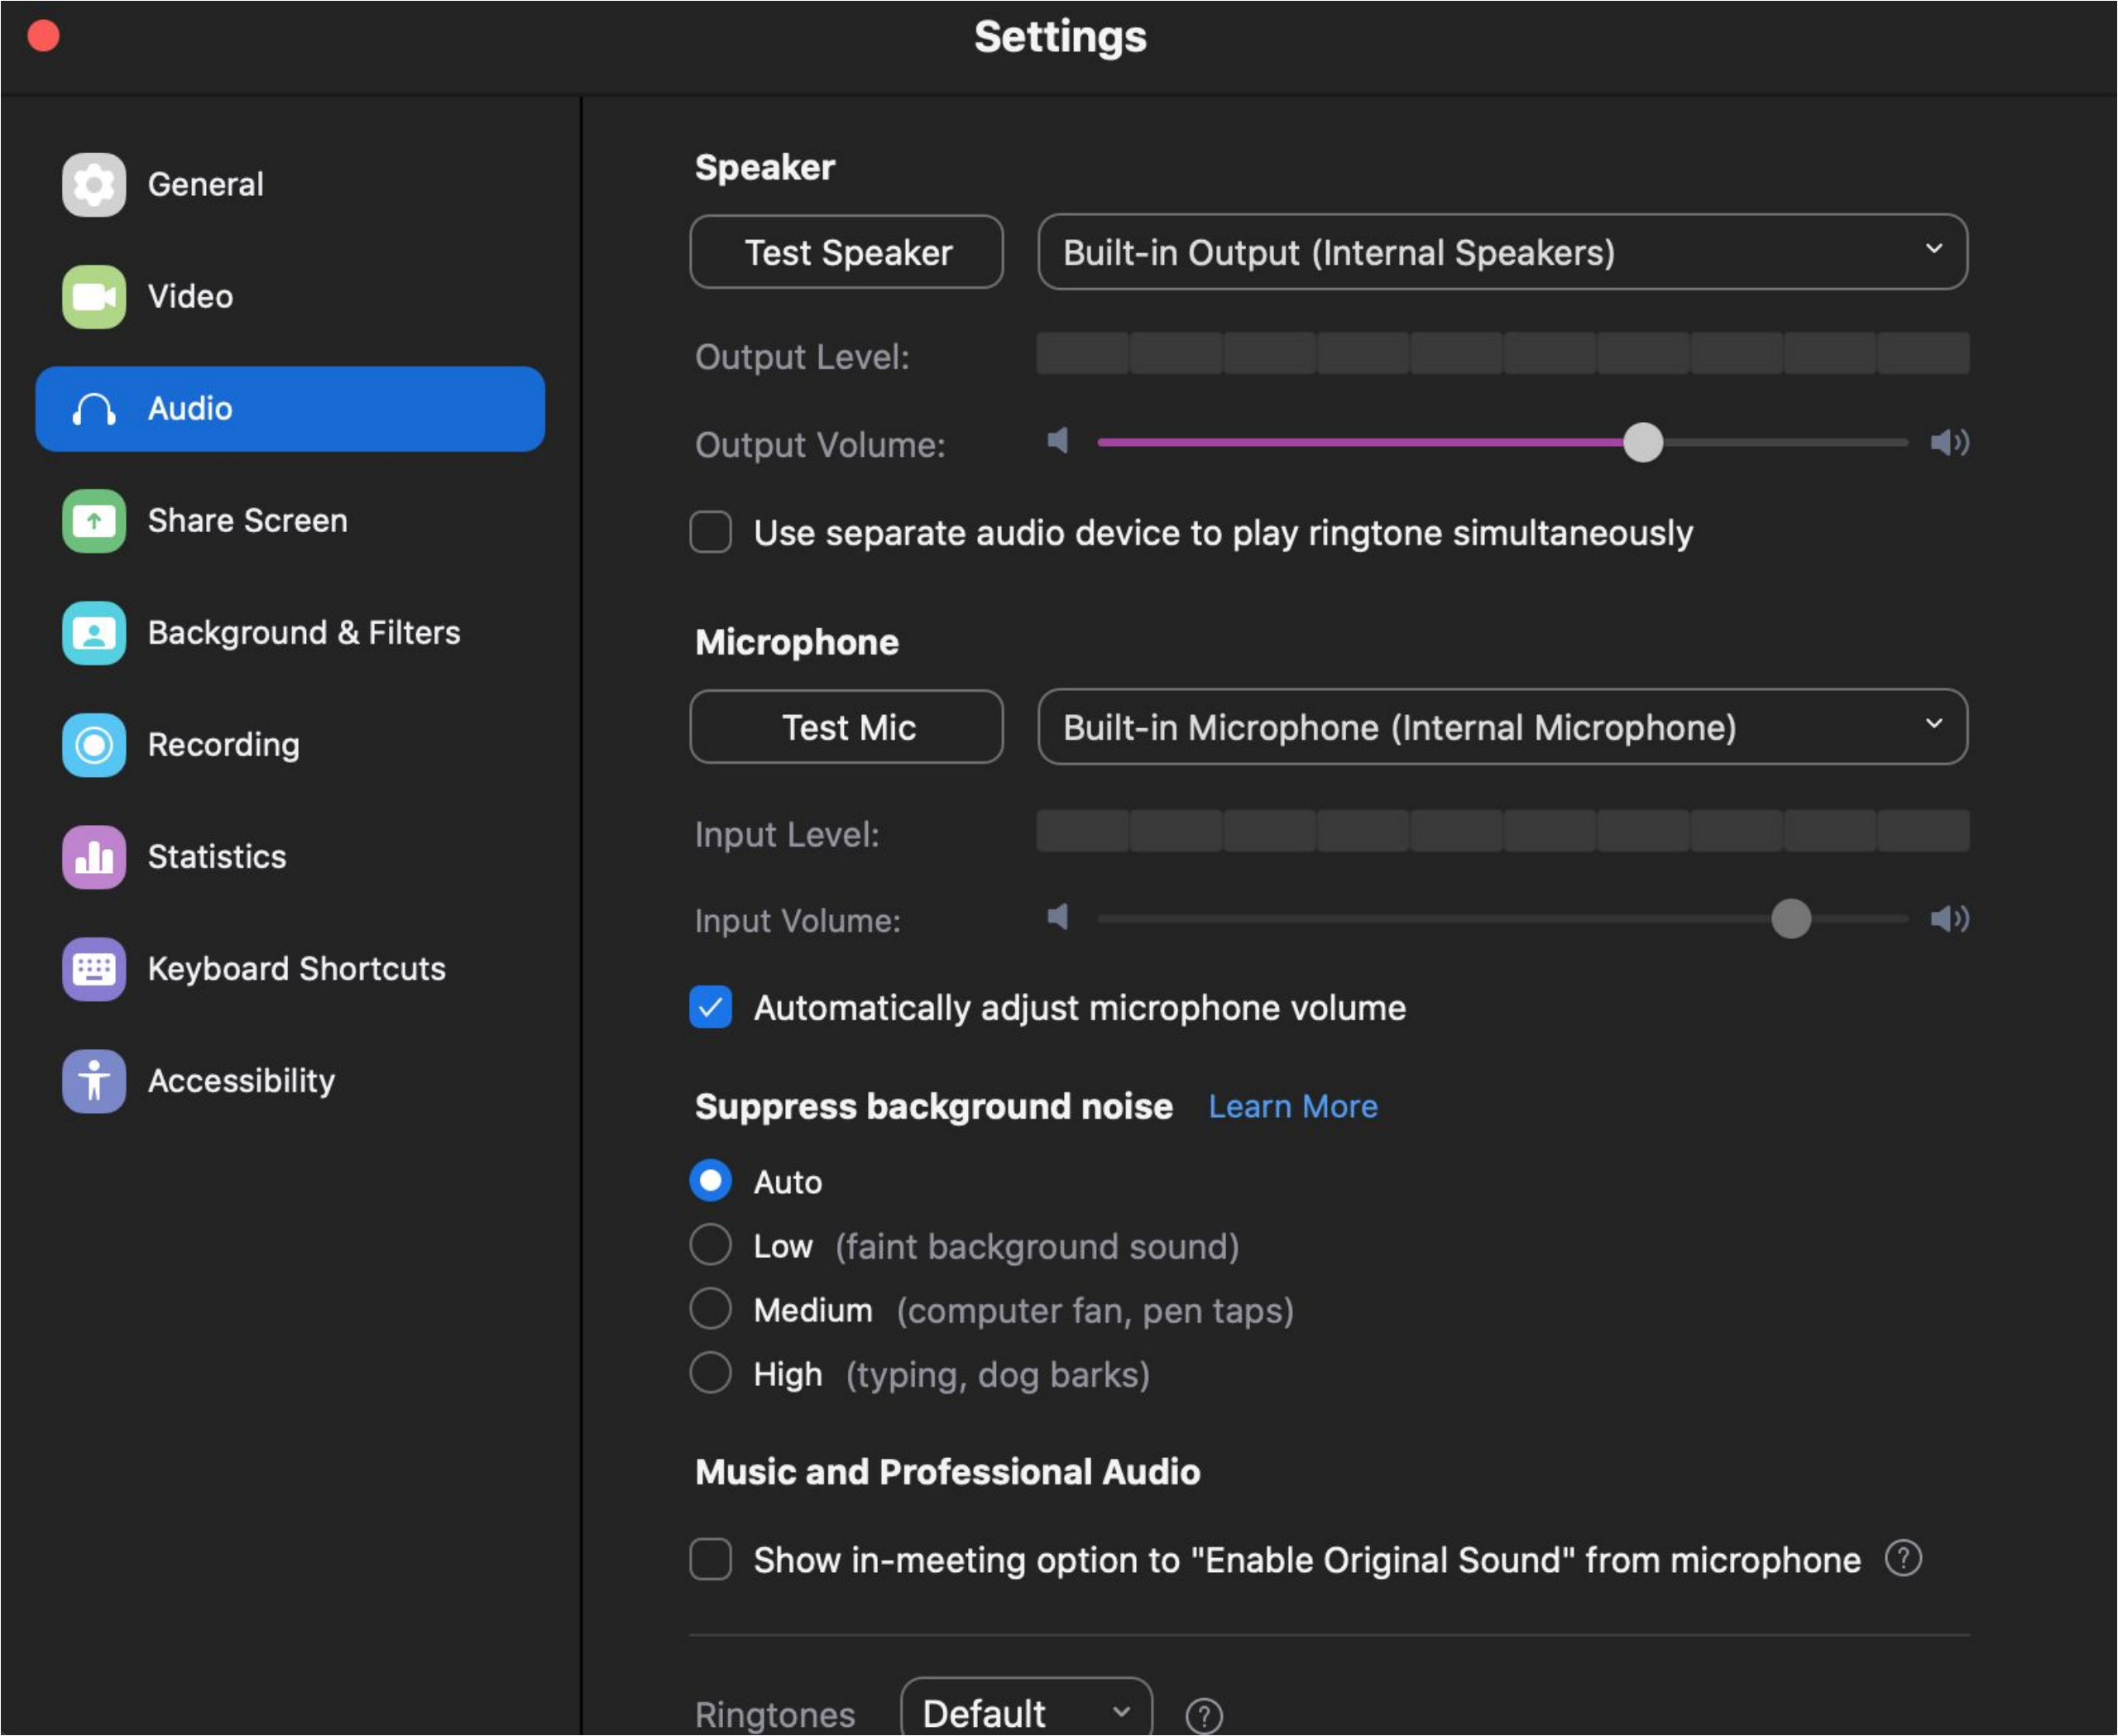 Settings
General
Video
Audio
Share Screen
Background & Filters
Recording
Statistics
Keyboard Shortcuts
Accessibility
Speaker
Test Speaker Built-in Output (Internal Speakers)
Output Level:
Output Volume:
Use separate audio device to play ringtone simultaneously
Microphone
Test Mic Built-in Microphone (Internal Microphone)
Input Level:
Input Volume:
Automatically adjust microphone volume
Suppress background noise Learn More
Auto
Low (faint background sound)
Medium (computer fan, pen taps)
High (typing, dog barks)
Music and Professional Audio
Show in-meeting option to "Enable Original Sound" from microphone ?
Ringtones Default ?